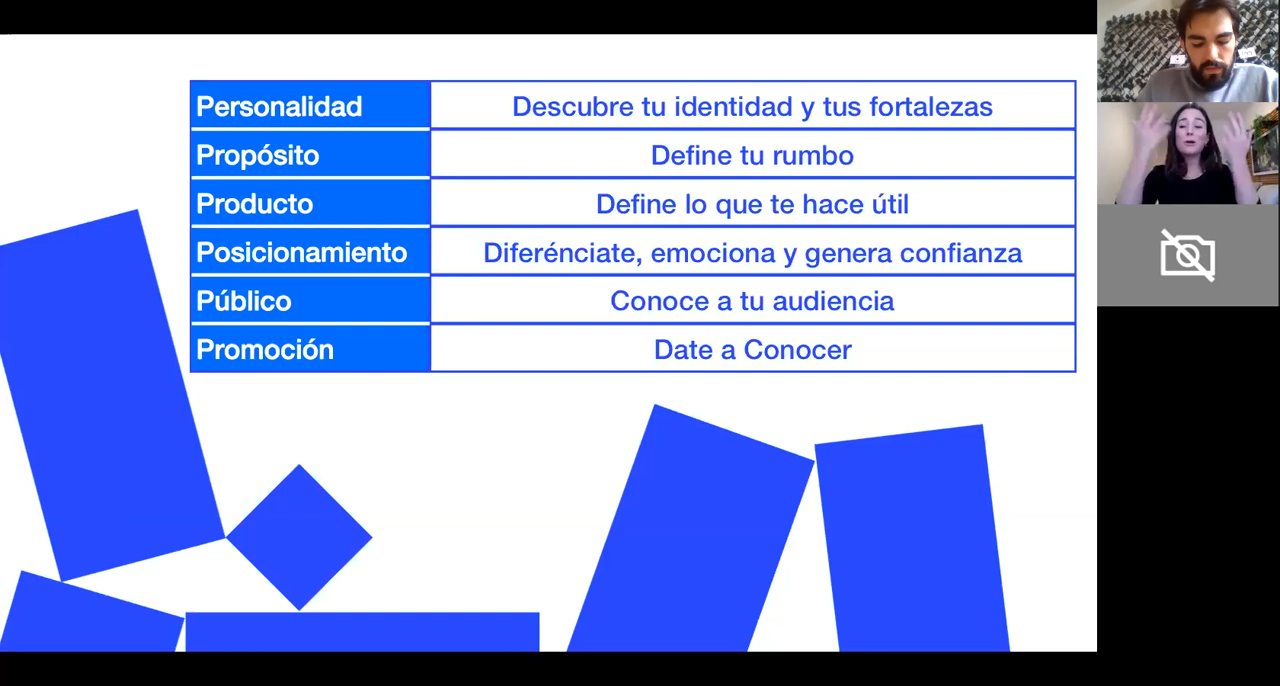 Personalidad Descubre tu identidad y tus fortalezas
Propósito Define tu rumbo
Producto Define lo que te hace útil
Posicionamiento Diferénciate, emociona y genera confianza
Público Conoce a tu audiencia
Promoción Date a Conocer